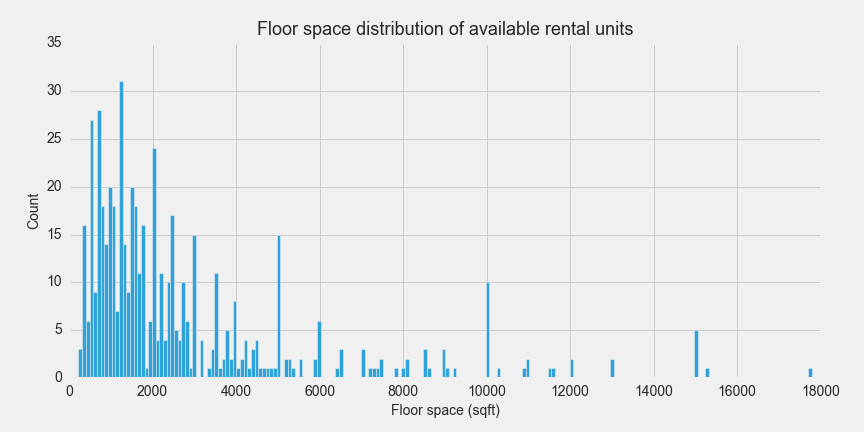 Floor space distribution of available rental units
35
30
25
20
15
10
5
0
Count
0 2000 4000 6000 8000 10000 12000 14000 16000 18000
Floor space (sqft)